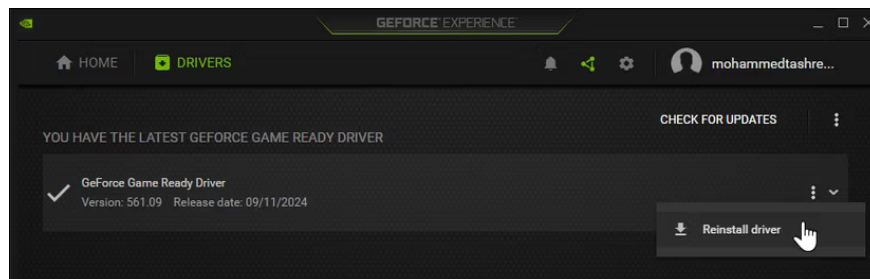 GEFORCE EXPERIENCE
HOME DRIVERS mohammedtashre...
CHECK FOR UPDATES
YOU HAVE THE LATEST GEFORCE GAME READY DRIVER
GeForce Game Ready Driver
Version: 561.09 Release date: 09/11/2024
Reinstall driver